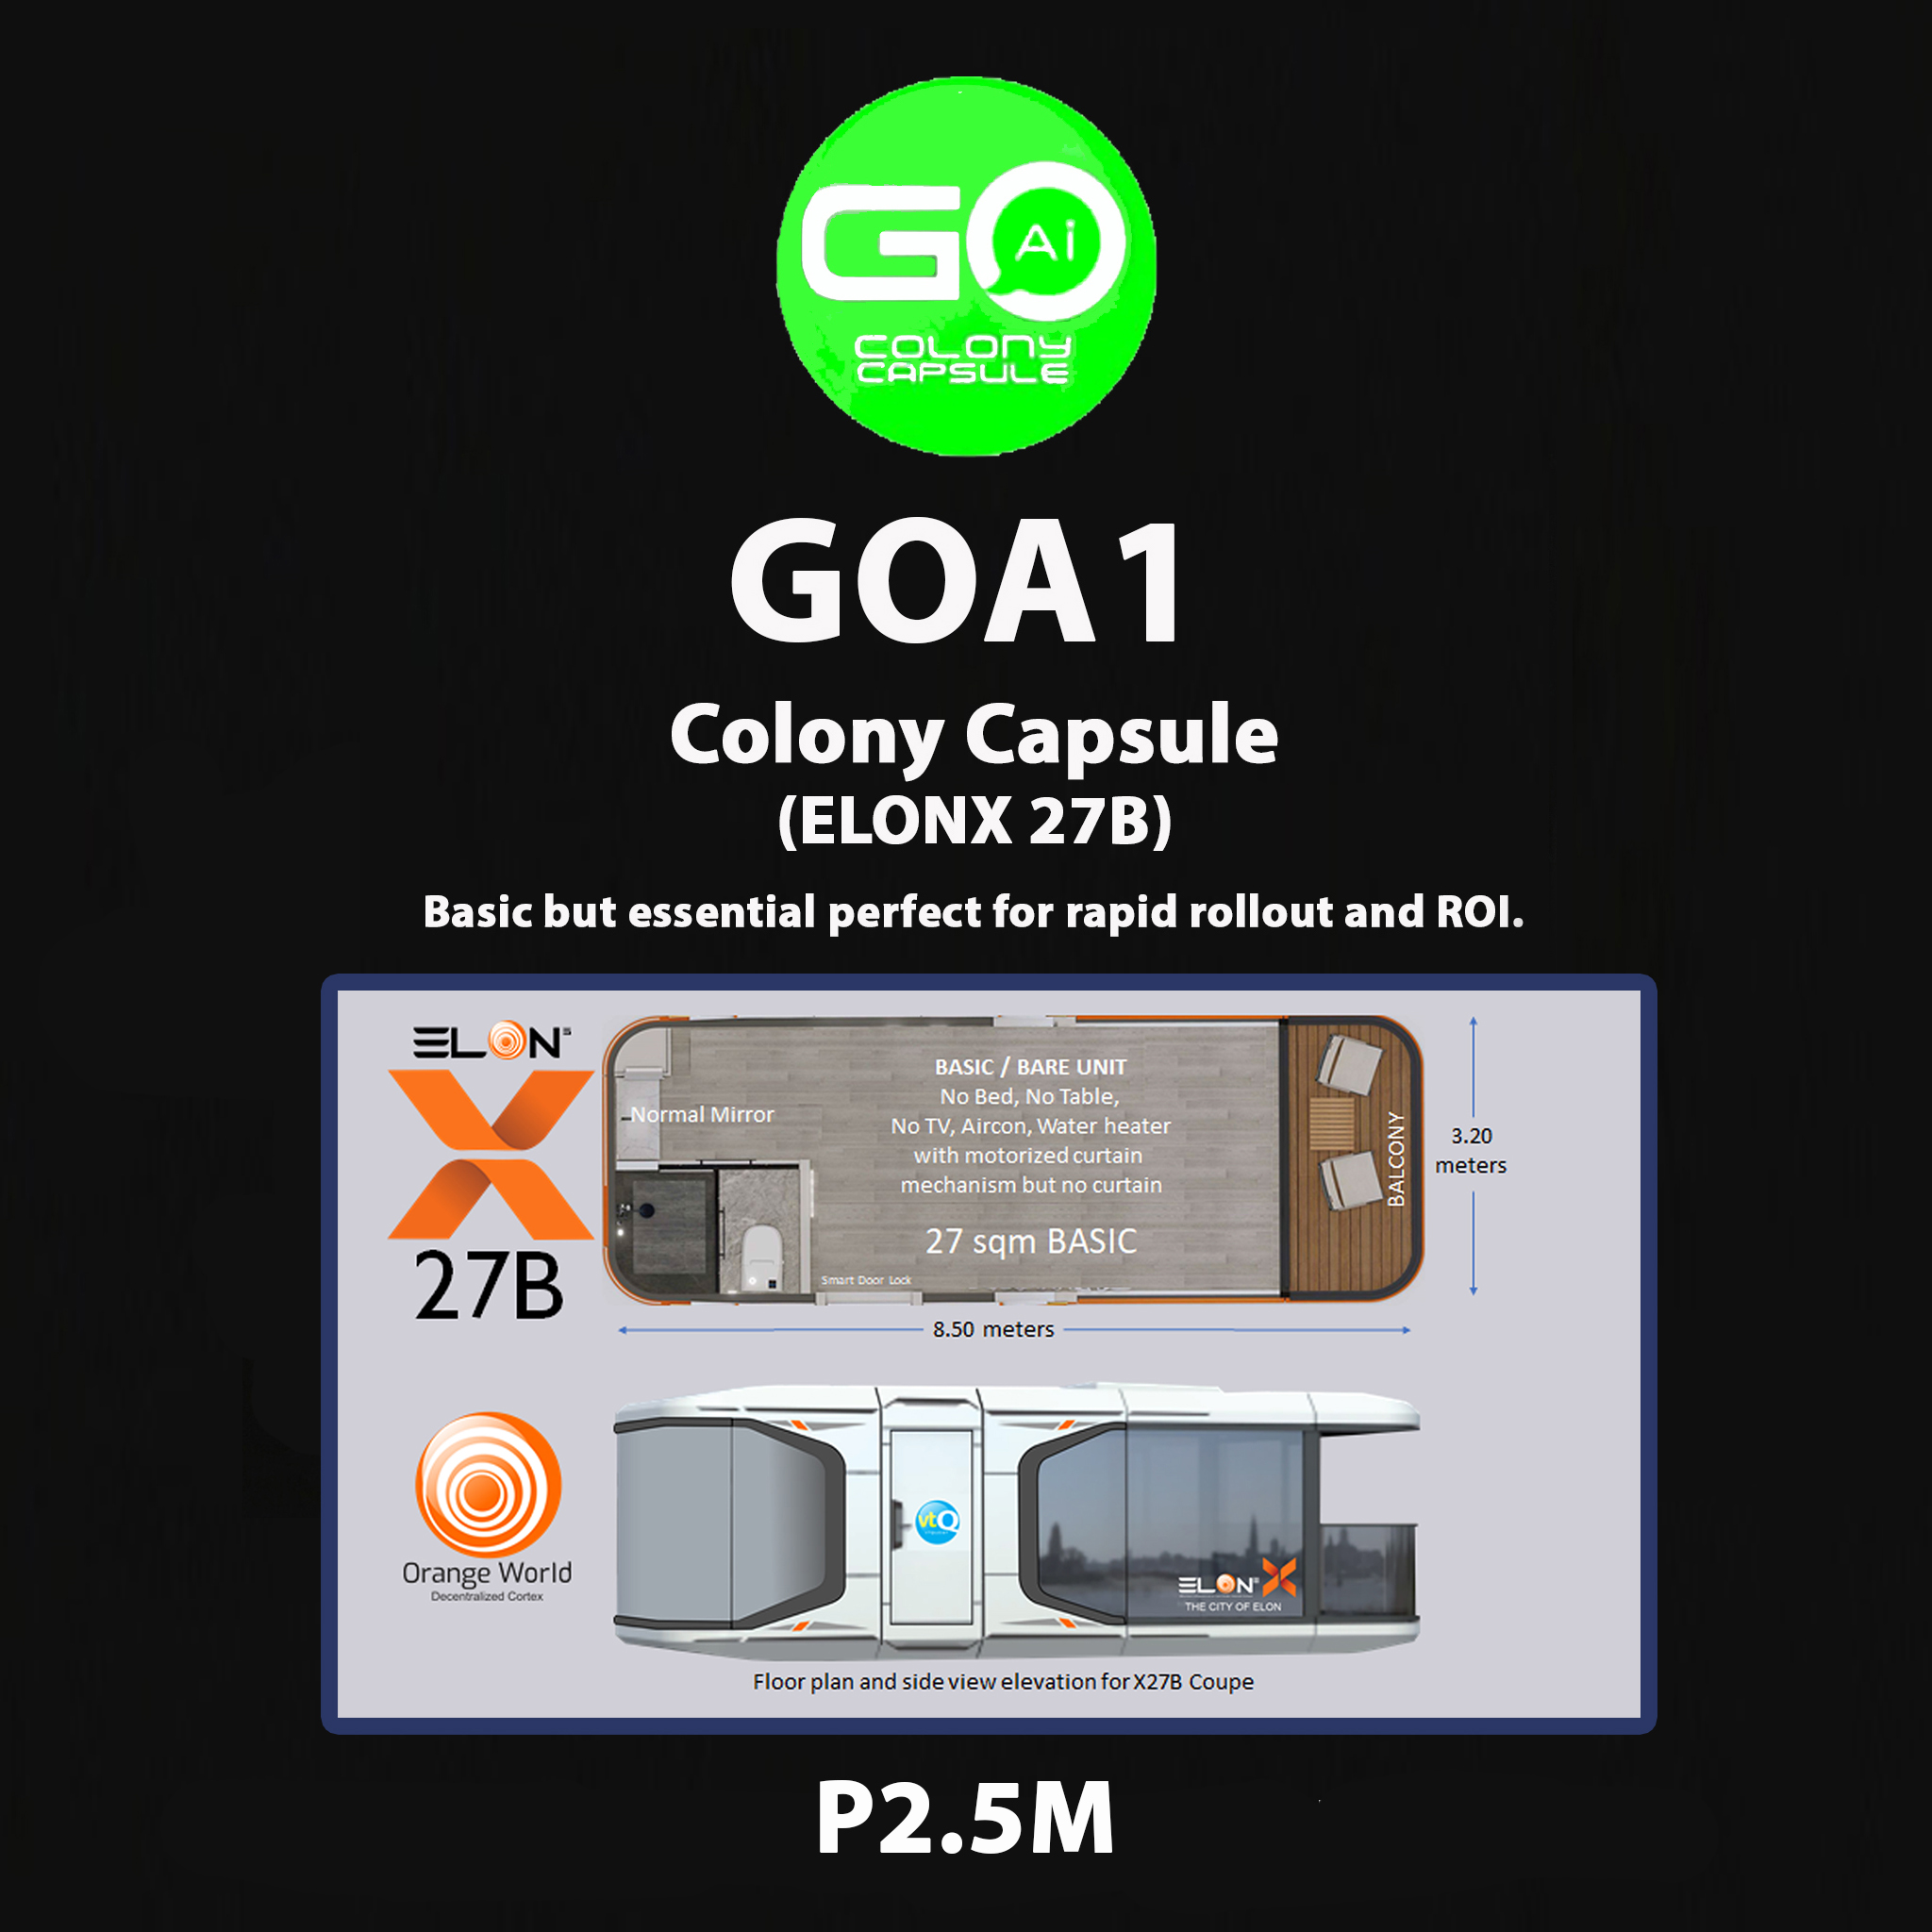 GO Ai
COLONY
CAPSULE
GOA1
Colony Capsule
(ELONX 27B)
Basic but essential perfect for rapid rollout and ROI.
ELONs
X
27B
BASIC / BARE UNIT
No Bed, No Table,
No TV, Aircon, Water heater
with motorized curtain
mechanism but no curtain
27 sqm BASIC
Normal Mirror
Smart Door Lock
BALCONY
3.20
meters
8.50 meters
Orange World
Decentralized Cortex
vtQ
ELONs X
THE CITY OF ELON
Floor plan and side view elevation for X27B Coupe
P2.5M